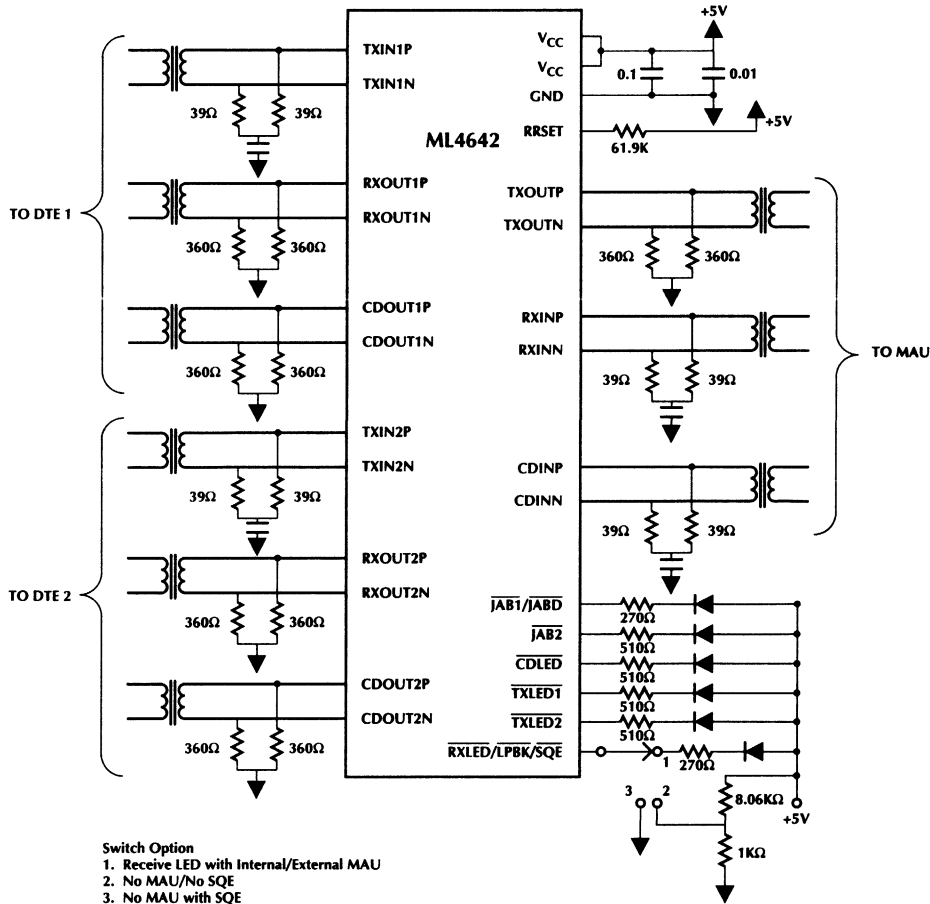 +5V
TXIN1P
VCC
TXIN1N
VCC
0.1
0.01
39Ω
39Ω
GND
ML4642
RRSET
61.9K
+5V
TO DTE 1
RXOUT1P
RXOUT1N
360Ω
360Ω
TXOUTP
TXOUTN
360Ω
360Ω
CDOUT1P
CDOUT1N
360Ω
360Ω
RXINP
RXINN
39Ω
39Ω
TO MAU
TXIN2P
TXIN2N
39Ω
39Ω
CDINP
CDINN
39Ω
39Ω
TO DTE 2
RXOUT2P
RXOUT2N
360Ω
360Ω
JAB1/JABD
270Ω
JAB2
510Ω
CDLED
510Ω
TXLED1
510Ω
TXLED2
510Ω
CDOUT2P
CDOUT2N
360Ω
360Ω
RXLED/LPBK/SQE
1
270Ω
3 2
8.06KΩ
+5V
1KΩ
Switch Option
1. Receive LED with Internal/External MAU
2. No MAU/No SQE
3. No MAU with SQE